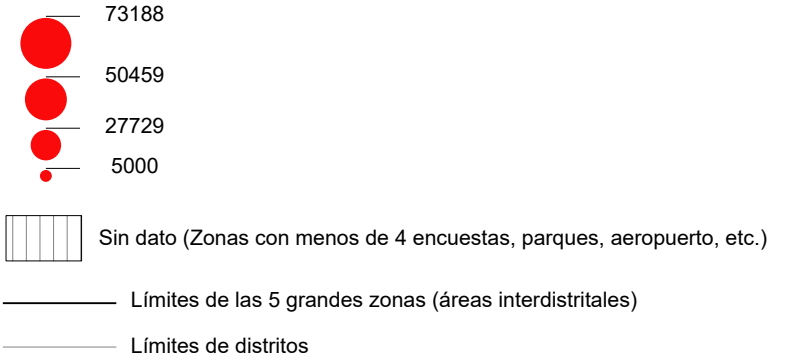 73188
50459
27729
5000
Sin dato (Zonas con menos de 4 encuestas, parques, aeropuerto, etc.)
Límites de las 5 grandes zonas (áreas interdistritales)
Límites de distritos